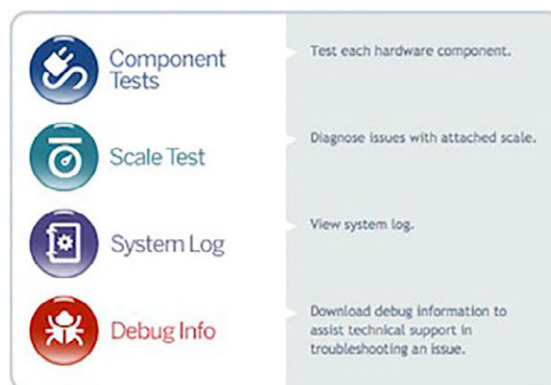 Component
Tests
Test each hardware component.
Scale Test
Diagnose issues with attached scale.
System Log
View system log.
Debug Info
Download debug information to
assist technical support in
troubleshooting an issue.